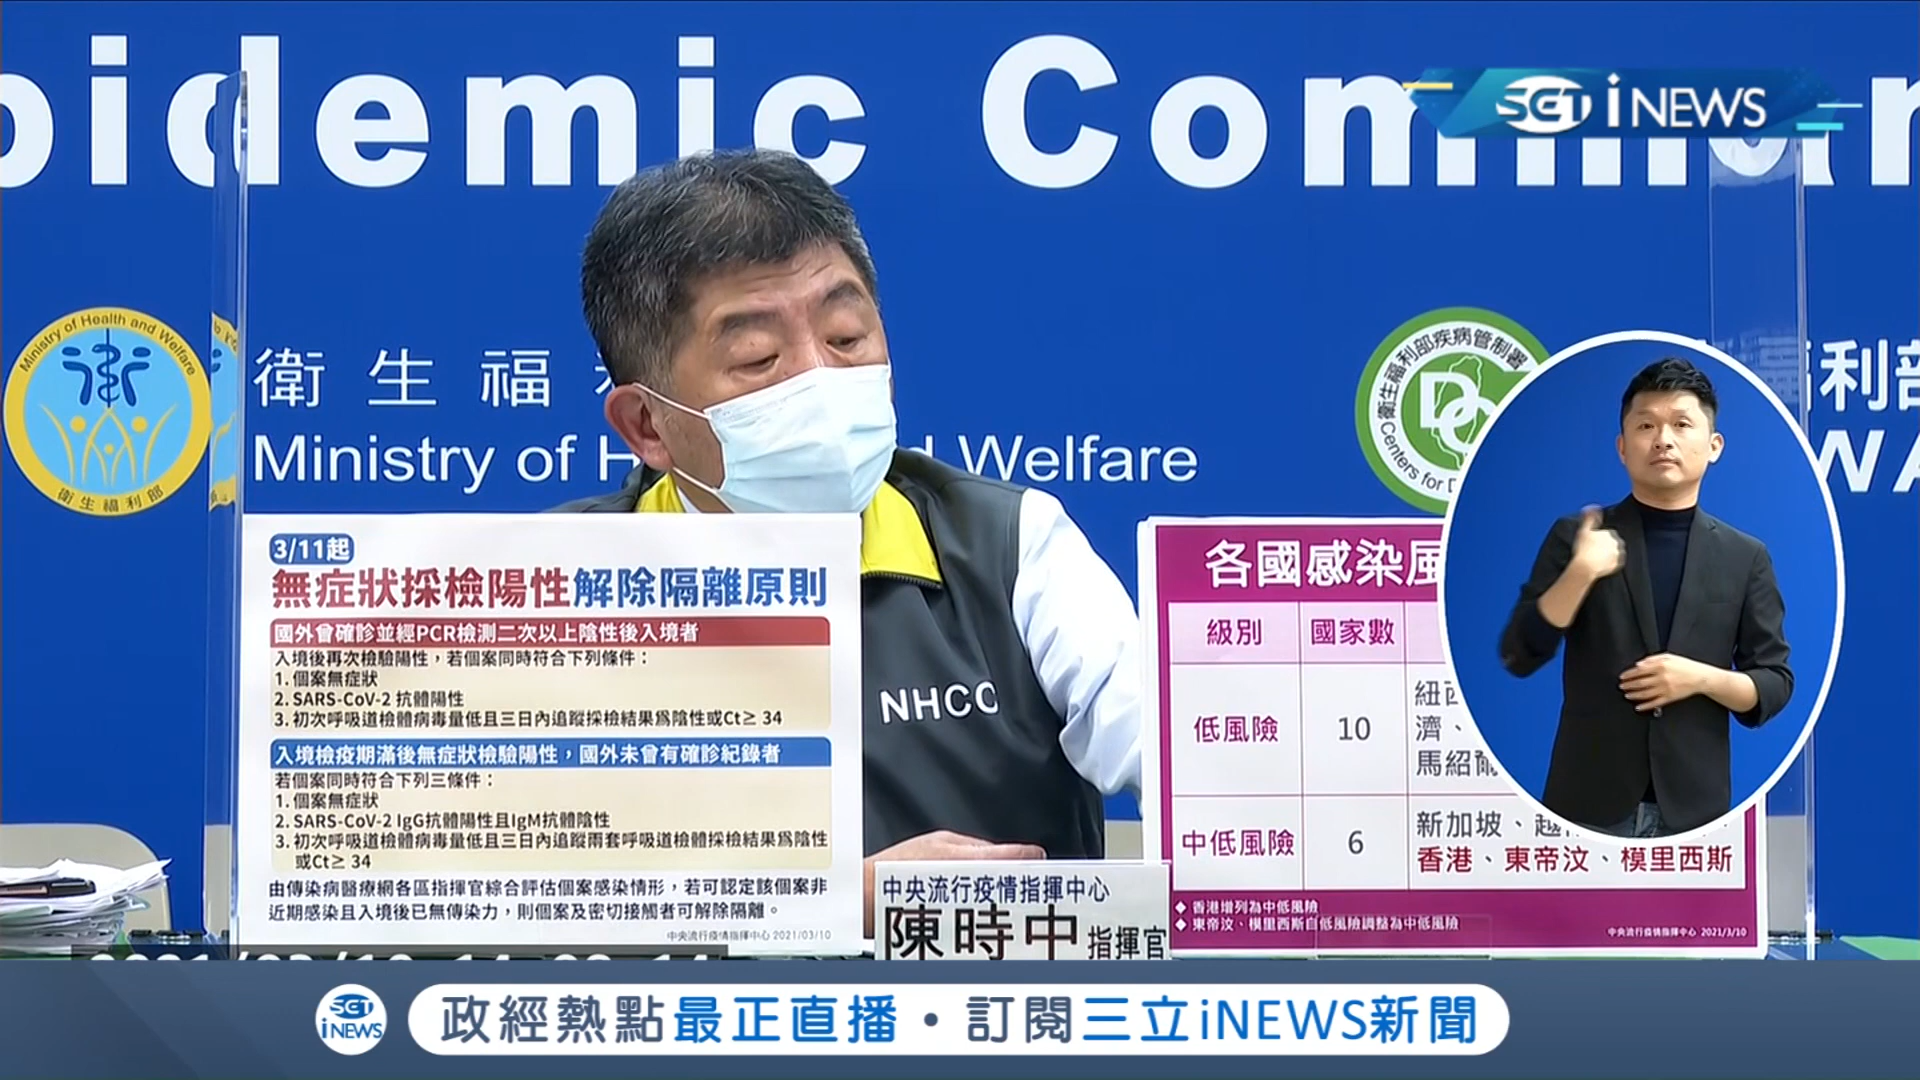 pidemic Comman
SET iNEWS
Ministry of Health and Welfare
衛生福利部
衛生福利
Ministry of H and Welfare
衛生福利部疾病管制署
Centers for D
福利部
3/11起
無症狀採檢陽性解除隔離原則
國外曾確診並經PCR檢測二次以上陰性後入境者
入境後再次檢驗陽性，若個案同時符合下列條件：
1. 個案無症狀
2. SARS-CoV-2 抗體陽性
3. 初次呼吸道檢體病毒量低且三日內追蹤採檢結果為陰性或Ct≥ 34
入境檢疫期滿後無症狀檢驗陽性，國外未曾有確診紀錄者
若個案同時符合下列三條件：
1. 個案無症狀
2. SARS-CoV-2 IgG抗體陽性且IgM抗體陰性
3. 初次呼吸道檢體病毒量低且三日內追蹤兩套呼吸道檢體採檢結果為陰性
或Ct≥ 34
由傳染病醫療網各區指揮官綜合評估個案感染情形，若可認定該個案非
近期感染且入境後已無傳染力，則個案及密切接觸者可解除隔離。
中央流行疫情指揮中心 2021/03/10
NHCC
中央流行疫情指揮中心
陳時中 指揮官
各國感染風
級別 國家數
低風險 10
紐西
濟、
馬紹爾
中低風險 6
新加坡、越
香港、東帝汶、模里西斯
◆ 香港增列為中低風險
◆ 東帝汶、模里西斯自低風險調整為中低風險
中央流行疫情指揮中心 2021/3/10
SET iNEWS
政經熱點最正直播・訂閱三立iNEWS新聞